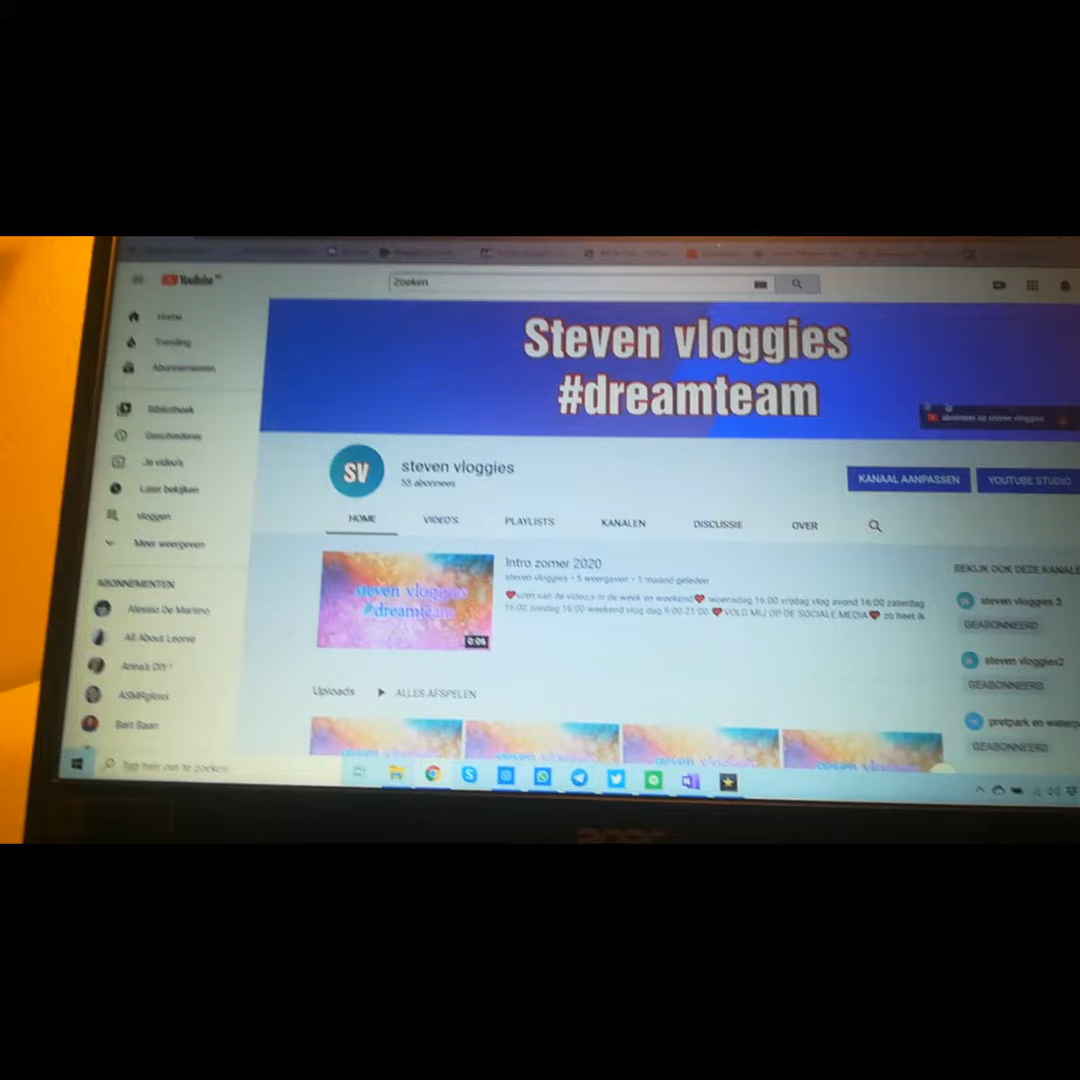 YouTube
Zoeken
Home
Trending
Abonnementen
Bibliotheek
Geschiedenis
Je video's
Later bekijken
vloggen
Meer weergeven
ABONNEMENTEN
Alessio De Martino
All About Leonie
Anna's DIY
ASMRgloss
Bart Baan
Steven vloggies
#dreamteam
abonneer op steven vloggies
SV
steven vloggies
55 abonnees
KANAAL AANPASSEN
YOUTUBE STUDIO
HOME
VIDEO'S
PLAYLISTS
KANALEN
DISCUSSIE
OVER
steven vloggies
#dreamteam
0:06
Intro zomer 2020
steven vloggies • 5 weergaven • 1 maand geleden
❤uren van de video,s in de week en weekend❤ woensdag 16:00 vrijdag vlog avond 16:00 zaterdag
16:00 zondag 16:00 weekend vlog dag 9:00-21:00 ❤VOLG MIJ OP DE SOCIALE MEDIA❤ zo heet ik
BEKIJK OOK DEZE KANALE
steven vloggies 3
GEABONNEERD
steven vloggies2
GEABONNEERD
pretpark en waterp
GEABONNEERD
Uploads
ALLES AFSPELEN
Typ hier om te zoeken
acer